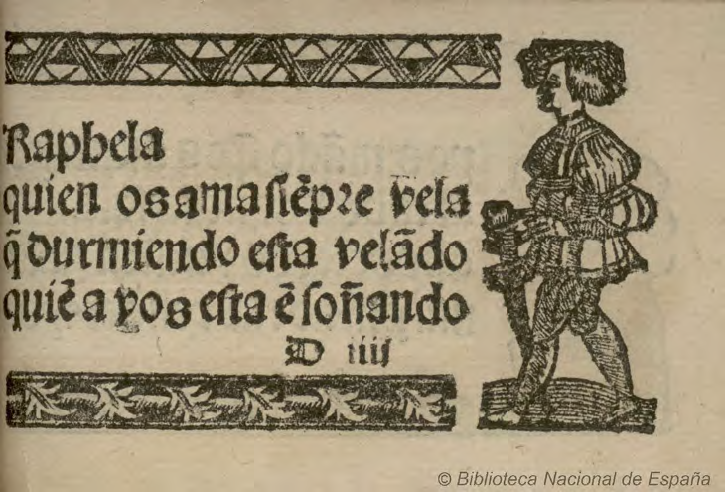 Raphela
quien os ama siẽpre vela
q̃ durmiendo esta velãdo
quiẽ a vos esta ẽ soñando
D iiij
© Biblioteca Nacional de España